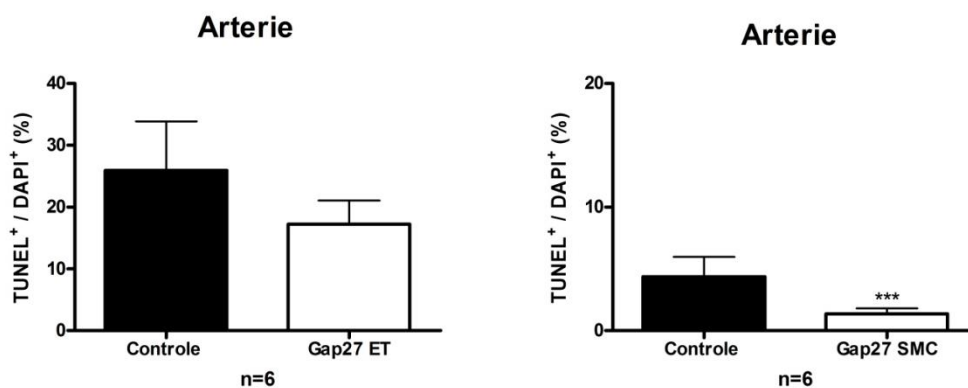 Arterie
TUNEL⁺ / DAPI⁺ (%)
40
30
20
10
0
Controle
Gap27 ET
n=6
Arterie
TUNEL⁺ / DAPI⁺ (%)
20
10
0
***
Controle
Gap27 SMC
n=6